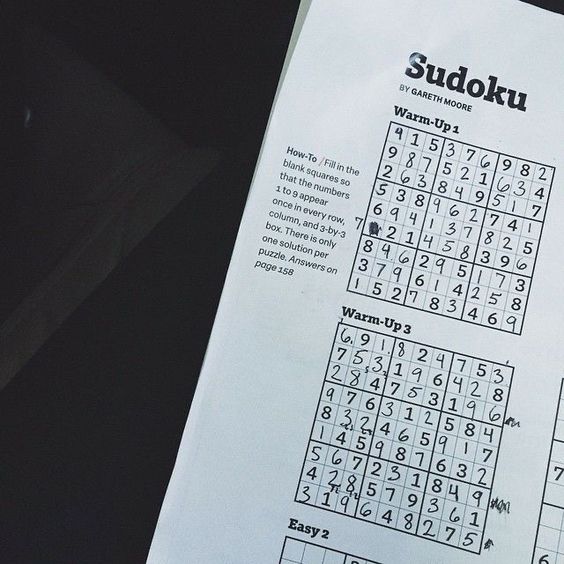 Sudoku
BY GARETH MOORE
How-To / Fill in the
blank squares so
that the numbers
1 to 9 appear
once in every row,
column, and 3-by-3
box. There is only
one solution per
puzzle. Answers on
page 158
Warm-Up 1
4 1 5 3 7 6 9 8 2
9 8 7 5 2 1 6 3 4
2 6 3 8 4 9 5 1 7
5 3 8 9 6 2 7 4 1
6 9 4 1 3 7 8 2 5
7 2 1 4 5 8 3 9 6
8 4 6 2 9 5 1 7 3
3 7 9 6 1 4 2 5 8
1 5 2 7 8 3 4 6 9
Warm-Up 3
6 9 1 8 2 4 7 5 3
7 5 3 1 9 6 4 2 8
2 8 4 7 5 3 1 9 6
9 7 6 3 1 2 5 8 4
8 3 2 4 6 5 9 1 7
1 4 5 9 8 7 6 3 2
5 6 7 2 3 1 8 4 9
4 2 8 5 7 9 3 6 1
3 1 9 6 4 8 2 7 5
7
Easy 2